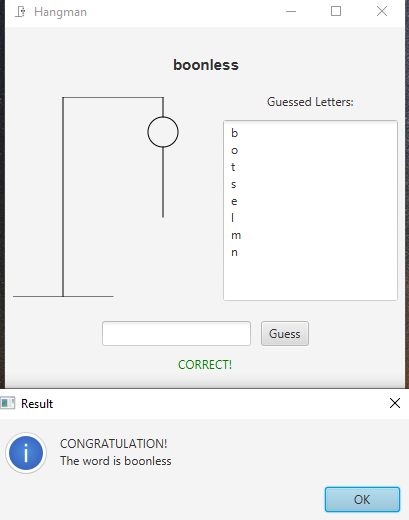 Hangman
boonless
Guessed Letters:
b
o
t
s
e
l
m
n
Guess
CORRECT!
Result
CONGRATULATION!
The word is boonless
OK